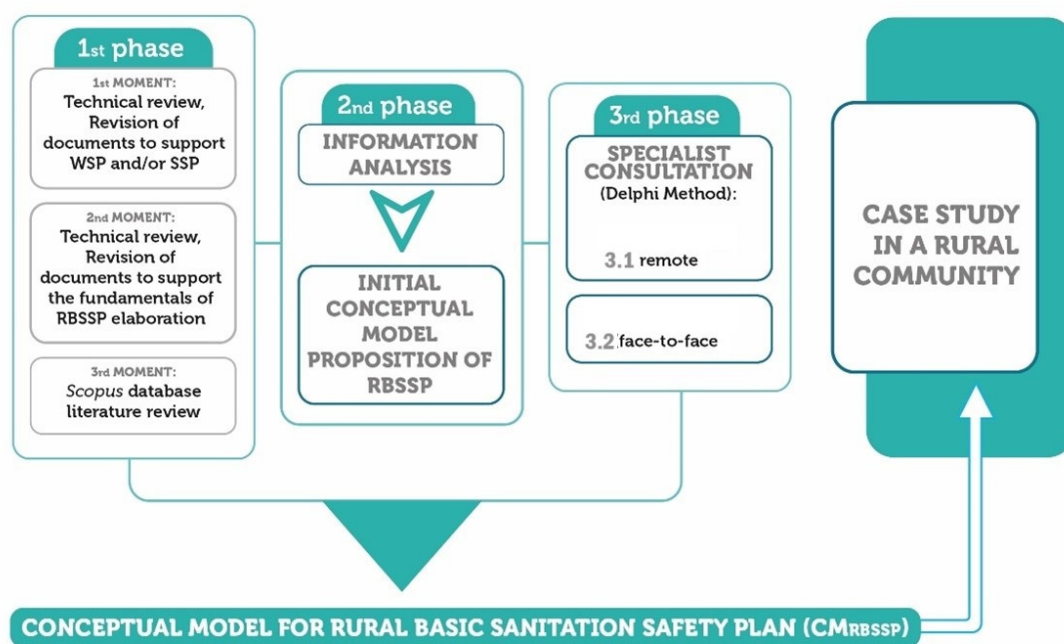 1st phase
1st MOMENT:
Technical review,
Revision of
documents to support
WSP and/or SSP
2nd MOMENT:
Technical review,
Revision of
documents to support
the fundamentals of
RBSSP elaboration
3rd MOMENT:
Scopus database
literature review
2nd phase
INFORMATION
ANALYSIS
INITIAL
CONCEPTUAL
MODEL
PROPOSITION OF
RBSSP
3rd phase
SPECIALIST
CONSULTATION
(Delphi Method):
3.1 remote
3.2 face-to-face
CASE STUDY
IN A RURAL
COMMUNITY
CONCEPTUAL MODEL FOR RURAL BASIC SANITATION SAFETY PLAN (CMRBSSP)